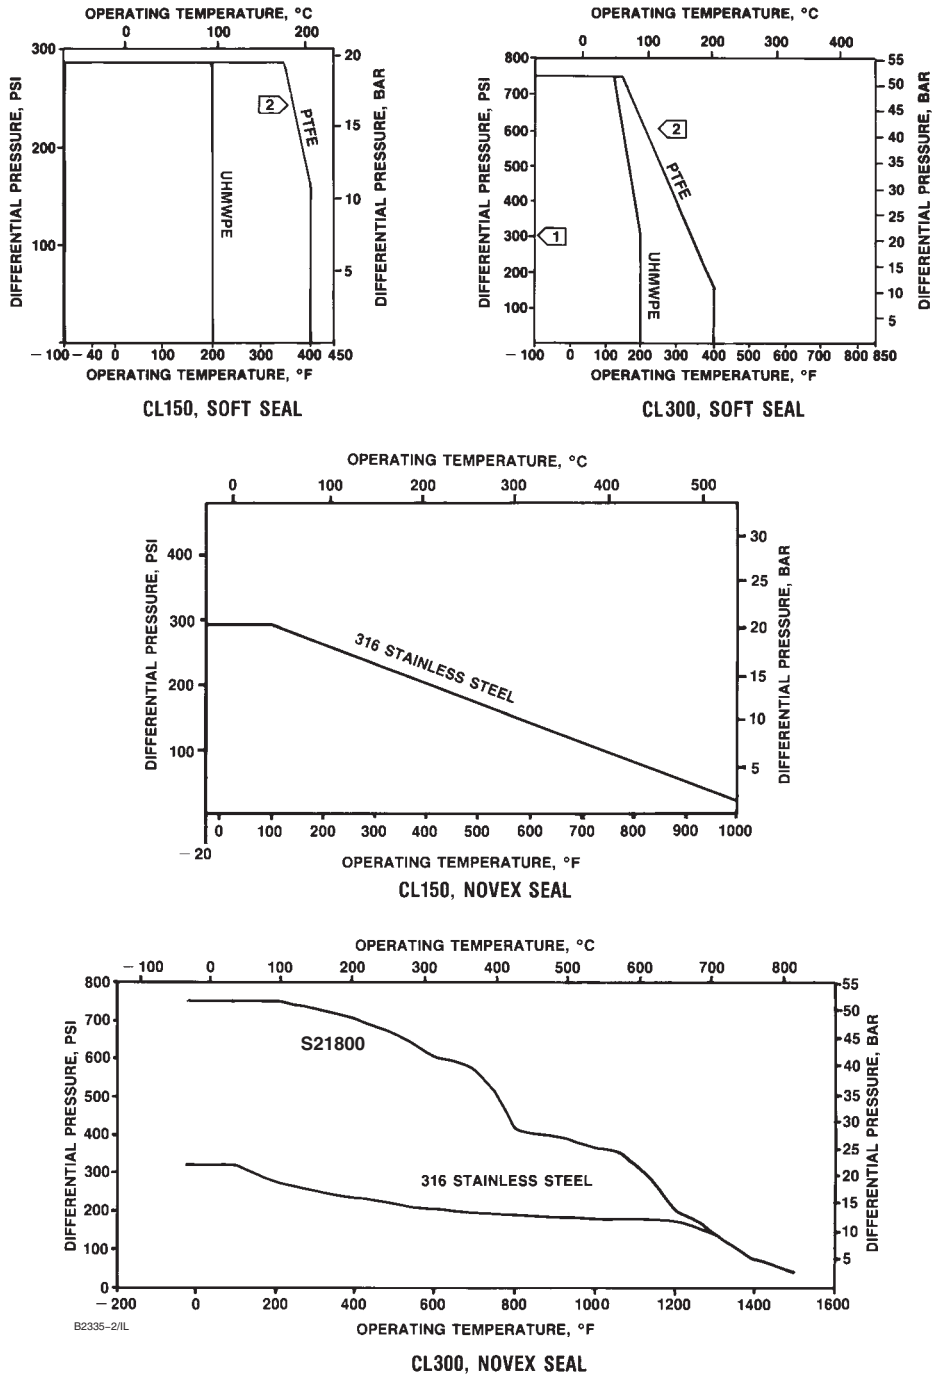 OPERATING TEMPERATURE, °C
0 100 200
300 200 100
20 15 10 5
DIFFERENTIAL PRESSURE, PSI
DIFFERENTIAL PRESSURE, BAR
2
PTFE
UHMWPE
–100 –40 0 100 200 300 400 450
OPERATING TEMPERATURE, °F
CL150, SOFT SEAL
OPERATING TEMPERATURE, °C
0 100 200 300 400
800 700 600 500 400 300 200 100
55 50 45 40 35 30 25 20 15 10 5
DIFFERENTIAL PRESSURE, PSI
DIFFERENTIAL PRESSURE, BAR
2
PTFE
1
UHMWPE
–100 0 100 200 300 400 500 600 700 800 850
OPERATING TEMPERATURE, °F
CL300, SOFT SEAL
OPERATING TEMPERATURE, °C
0 100 200 300 400 500
400 300 200 100
30 25 20 15 10 5
DIFFERENTIAL PRESSURE, PSI
DIFFERENTIAL PRESSURE, BAR
316 STAINLESS STEEL
0 100 200 300 400 500 600 700 800 900 1000
–20
OPERATING TEMPERATURE, °F
CL150, NOVEX SEAL
OPERATING TEMPERATURE, °C
–100 0 100 200 300 400 500 600 700 800
800 700 600 500 400 300 200 100 0
55 50 45 40 35 30 25 20 15 10 5
DIFFERENTIAL PRESSURE, PSI
DIFFERENTIAL PRESSURE, BAR
S21800
316 STAINLESS STEEL
–200 0 200 400 600 800 1000 1200 1400 1600
B2335–2/IL
OPERATING TEMPERATURE, °F
CL300, NOVEX SEAL